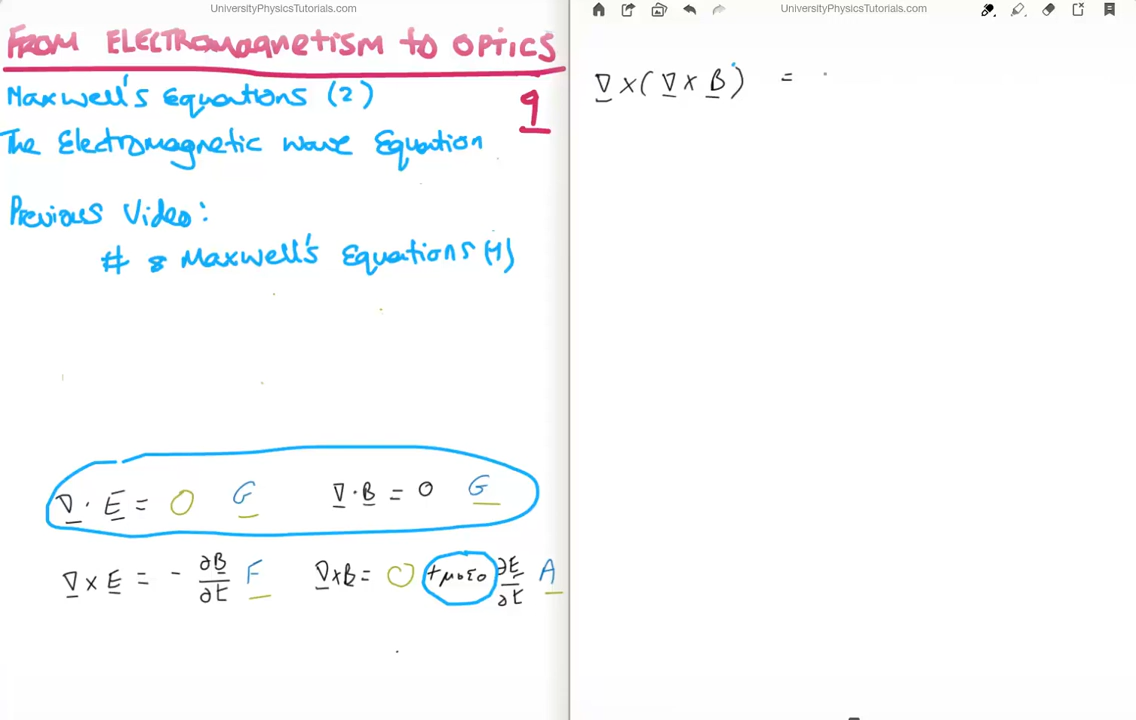 UniversityPhysicsTutorials.com
FROM ELECTROmagnetism to OPTICS
Maxwell's Equations (2)
9
The Electromagnetic Wave Equation
Previous Video:
# 8 Maxwell's Equations (1)
∇ · E = 0 G
∇ · B = 0 G
∇ × E = - ∂B/∂t F
∇×B = 0 +μ0ε0 ∂E/∂t A
UniversityPhysicsTutorials.com
∇ × ( ∇ × B ) =